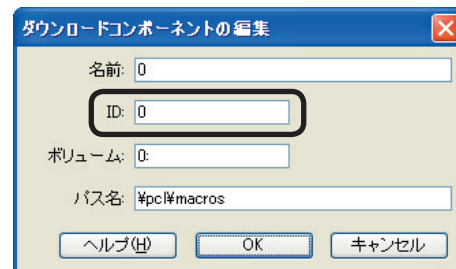 ダウンロードコンポーネントの編集
名前: 0
ID: 0
ボリューム: 0:
パス名: ¥pcl¥macros
ヘルプ(H) OK キャンセル